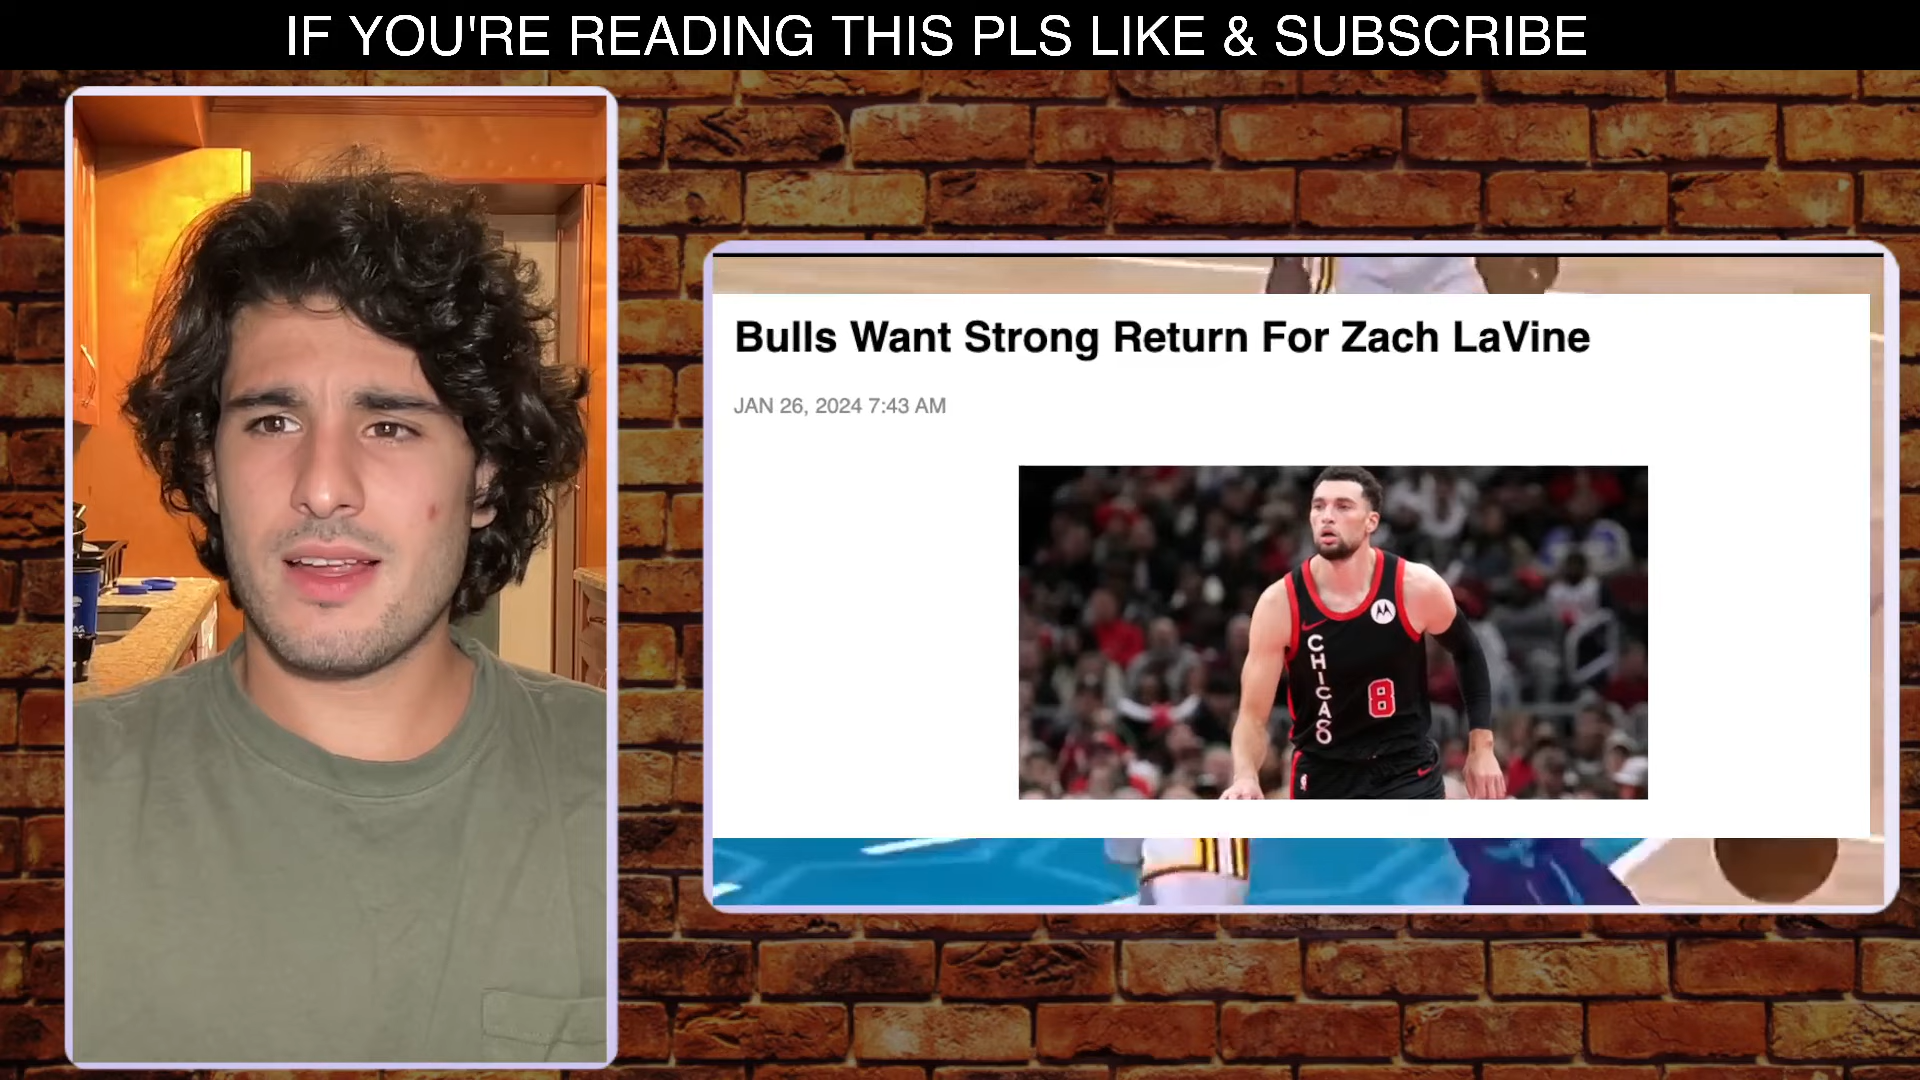 IF YOU'RE READING THIS PLS LIKE & SUBSCRIBE
Bulls Want Strong Return For Zach LaVine
JAN 26, 2024 7:43 AM
CHICAGO
8